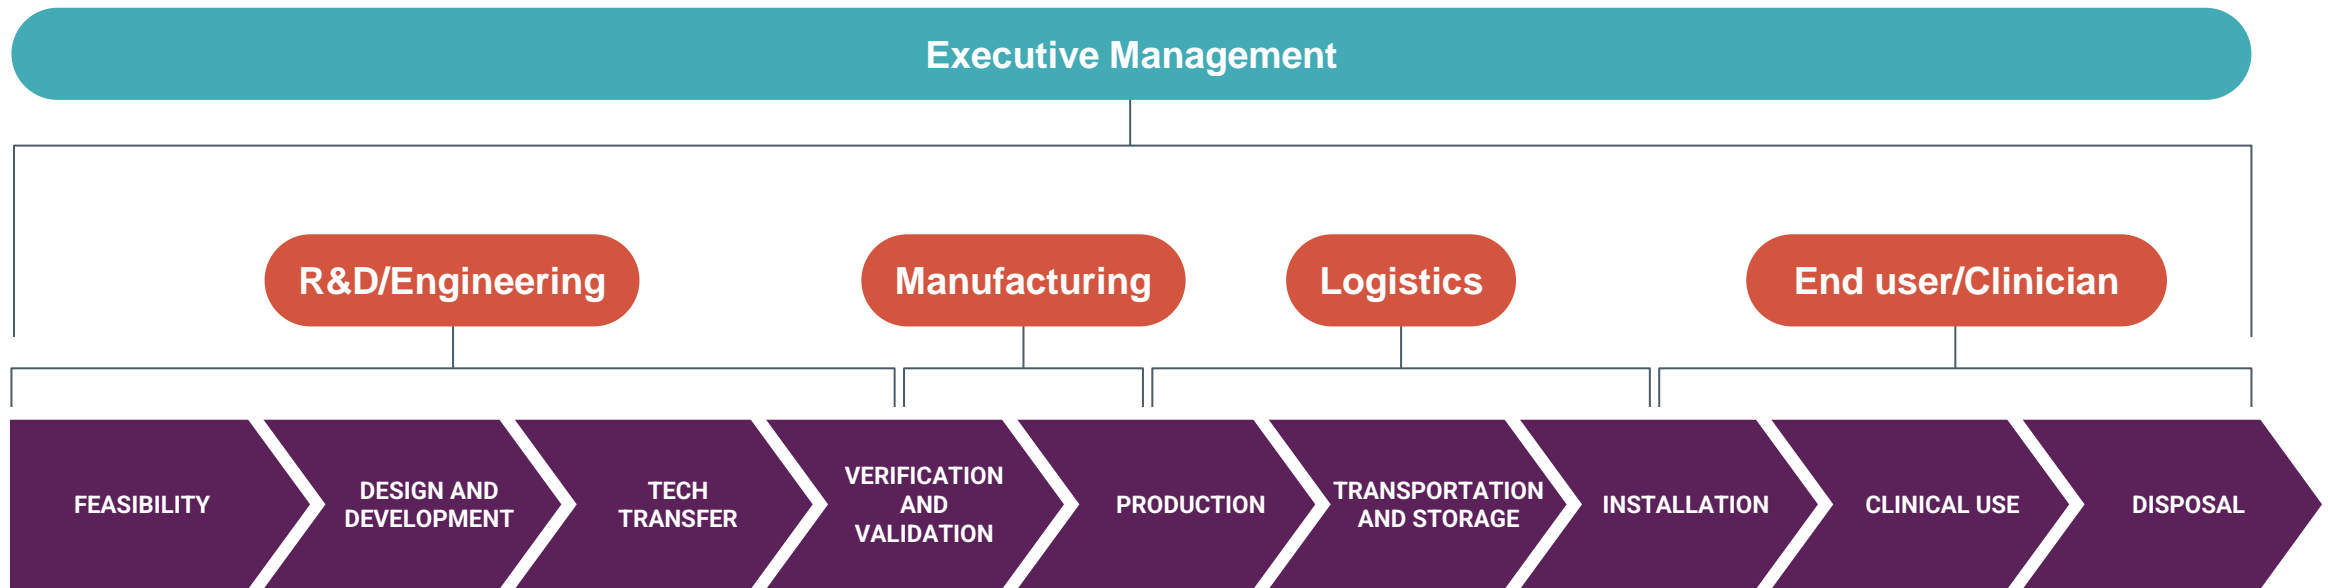 Executive Management
R&D/Engineering
Manufacturing
Logistics
End user/Clinician
FEASIBILITY
DESIGN AND
DEVELOPMENT
TECH
TRANSFER
VERIFICATION
AND
VALIDATION
PRODUCTION
TRANSPORTATION
AND STORAGE
INSTALLATION
CLINICAL USE
DISPOSAL